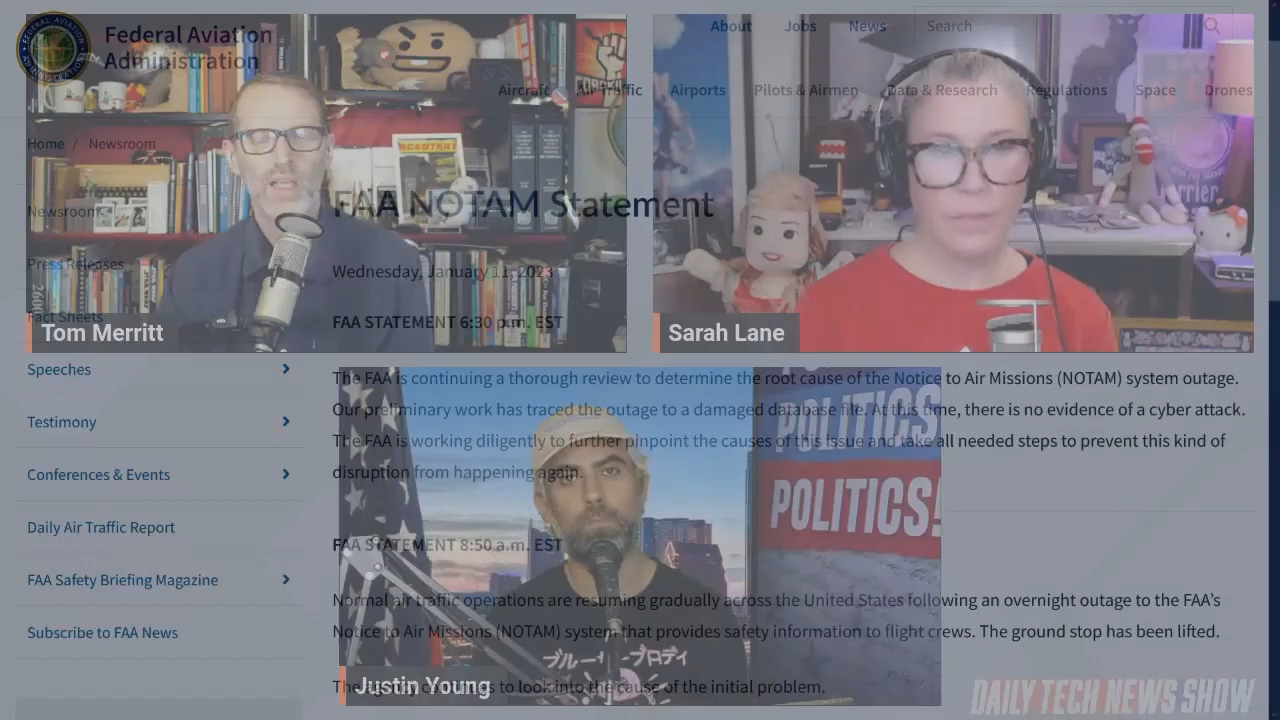 Federal Aviation
Administration
About
Jobs
News
Search
Aircraft
Air Traffic
Airports
Pilots & Airmen
Data & Research
Regulations
Space
Drones
Home / Newsroom
Newsroom
Press Releases
Fact Sheets
Speeches
Testimony
Conferences & Events
Daily Air Traffic Report
FAA Safety Briefing Magazine
Subscribe to FAA News
FAA NOTAM Statement
Wednesday, January 11, 2023
FAA STATEMENT 6:30 p.m. EST
The FAA is continuing a thorough review to determine the root cause of the Notice to Air Missions (NOTAM) system outage.
Our preliminary work has traced the outage to a damaged database file. At this time, there is no evidence of a cyber attack.
The FAA is working diligently to further pinpoint the causes of this issue and take all needed steps to prevent this kind of
disruption from happening again.
FAA STATEMENT 8:50 a.m. EST
Normal air traffic operations are resuming gradually across the United States following an overnight outage to the FAA's
Notice to Air Missions (NOTAM) system that provides safety information to flight crews. The ground stop has been lifted.
The agency continues to look into the cause of the initial problem.
Tom Merritt
Sarah Lane
Justin Young
POLITICS
POLITICS!
DAILY TECH NEWS SHOW